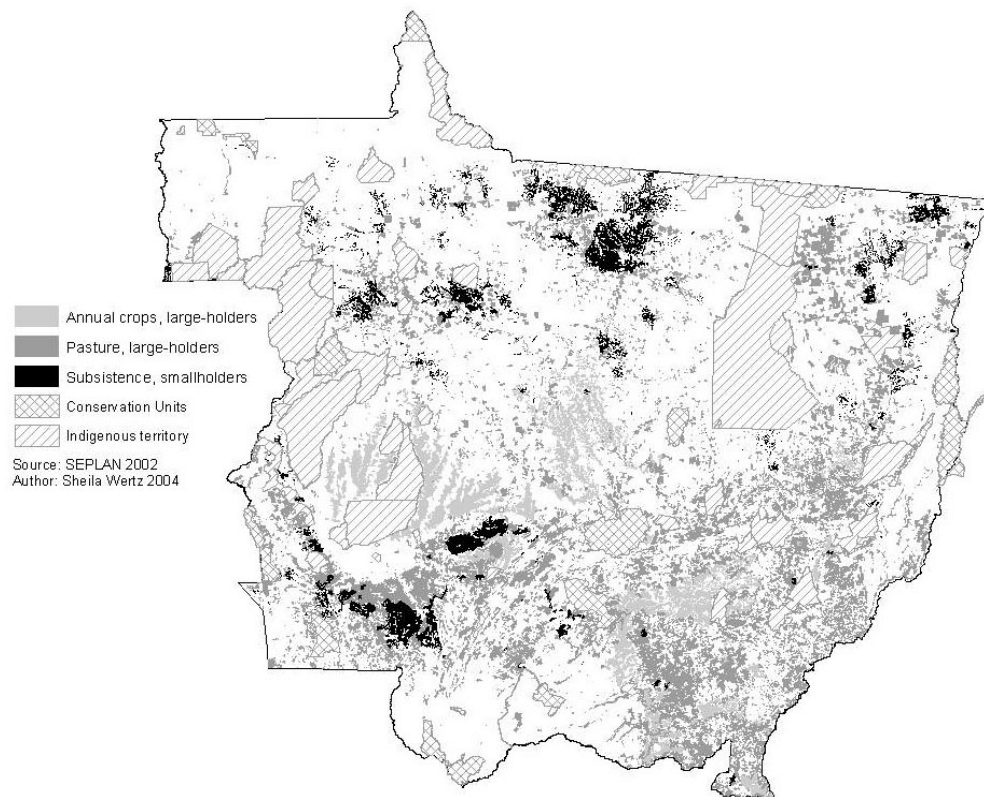 Annual crops, large-holders
Pasture, large-holders
Subsistence, smallholders
Conservation Units
Indigenous territory
Source: SEPLAN 2002
Author: Sheila Wertz 2004